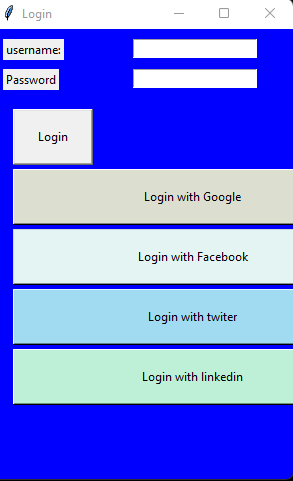 Login
username:
Password
Login
Login with Google
Login with Facebook
Login with twiter
Login with linkedin